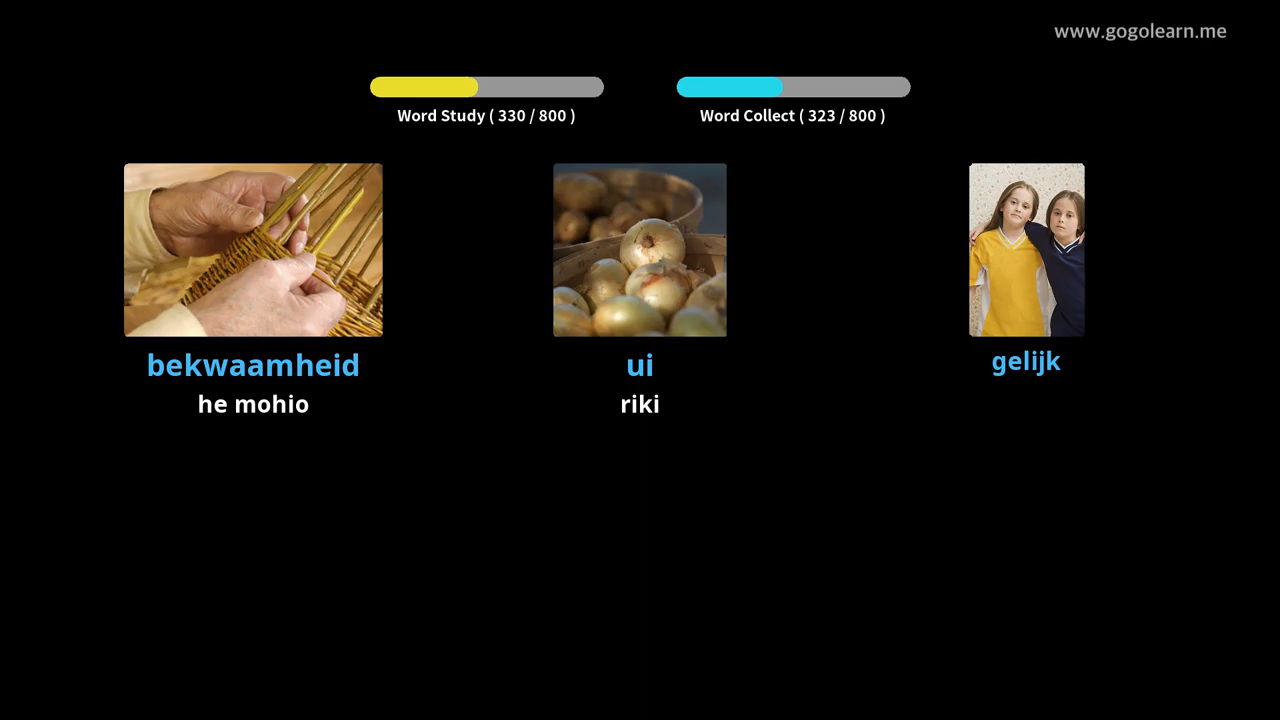 www.gogolearn.me
Word Study ( 330 / 800 )
Word Collect ( 323 / 800 )
bekwaamheid
he mohio
ui
riki
gelijk